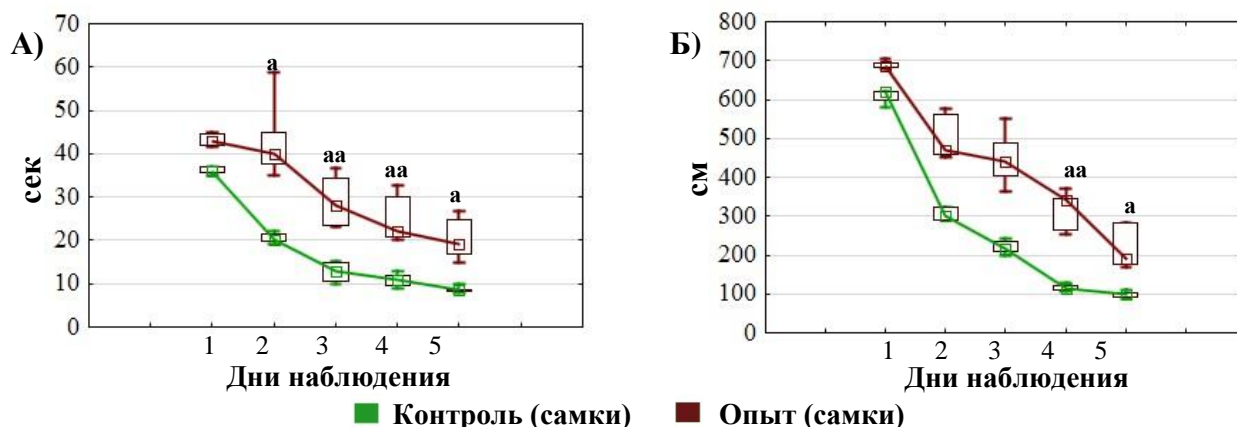 А)
сек
70
60
50
40
30
20
10
0
а
аа
аа
а
1 2 3 4 5
Дни наблюдения
Б)
см
800
700
600
500
400
300
200
100
0
аа
а
1 2 3 4 5
Дни наблюдения
Контроль (самки) Опыт (самки)